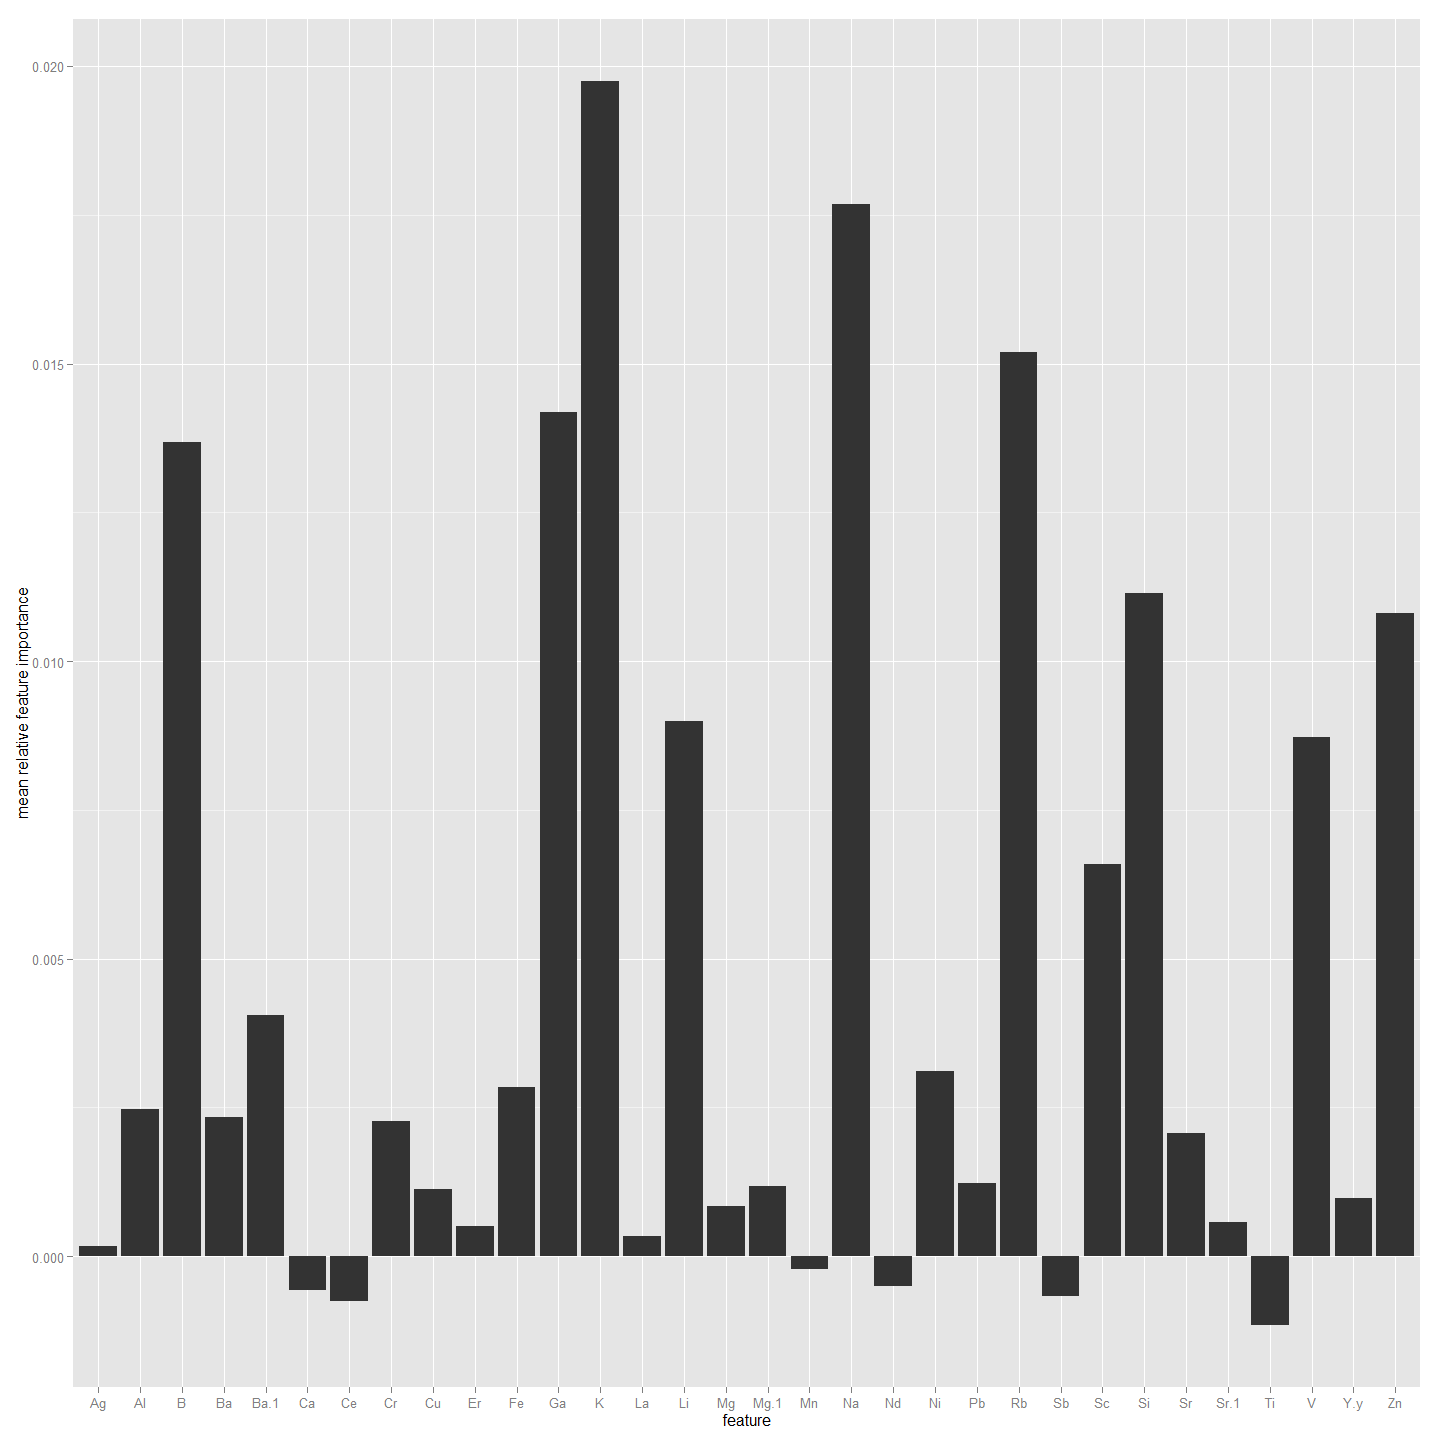 mean relative feature importance
0.020
0.015
0.010
0.005
0.000
Ag Al B Ba Ba.1 Ca Ce Cr Cu Er Fe Ga K La Li Mg Mg.1 Mn Na Nd Ni Pb Rb Sb Sc Si Sr Sr.1 Ti V Y.y Zn
feature